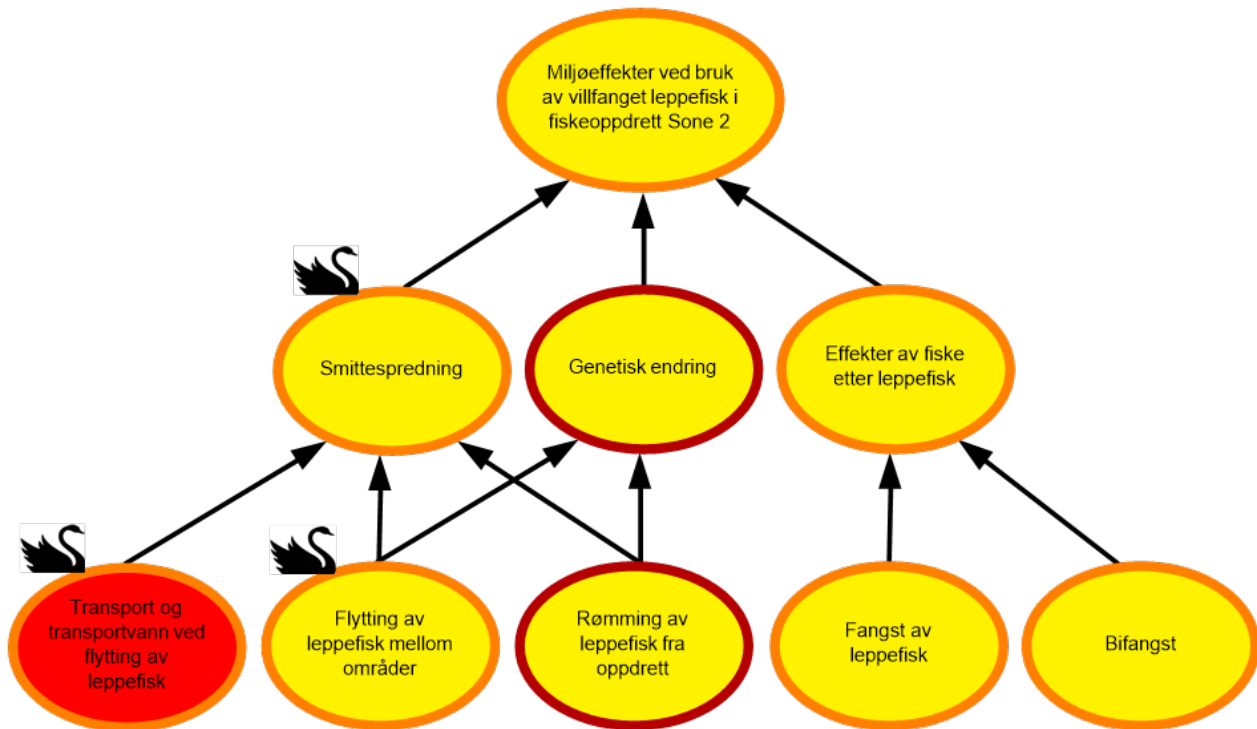 Miljøeffekter ved bruk
av villfanget leppefisk i
fiskeoppdrett Sone 2
Smittespredning
Genetisk endring
Effekter av fiske
etter leppefisk
Transport og
transportvann ved
flytting av
leppefisk
Flytting av
leppefisk mellom
områder
Rømming av
leppefisk fra
oppdrett
Fangst av
leppefisk
Bifangst